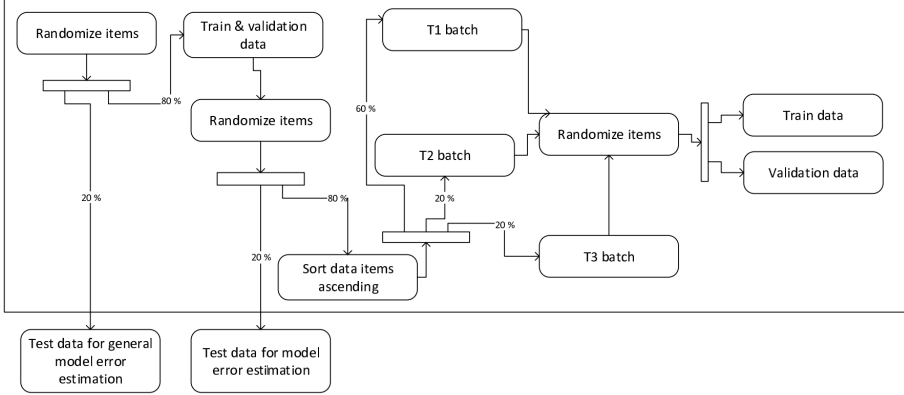 Randomize items
Train & validation
data
T1 batch
80 %
60 %
Randomize items
Randomize items
Train data
T2 batch
Validation data
20 %
80 %
20 %
20 %
20 %
Sort data items
ascending
T3 batch
Test data for general
model error
estimation
Test data for model
error estimation